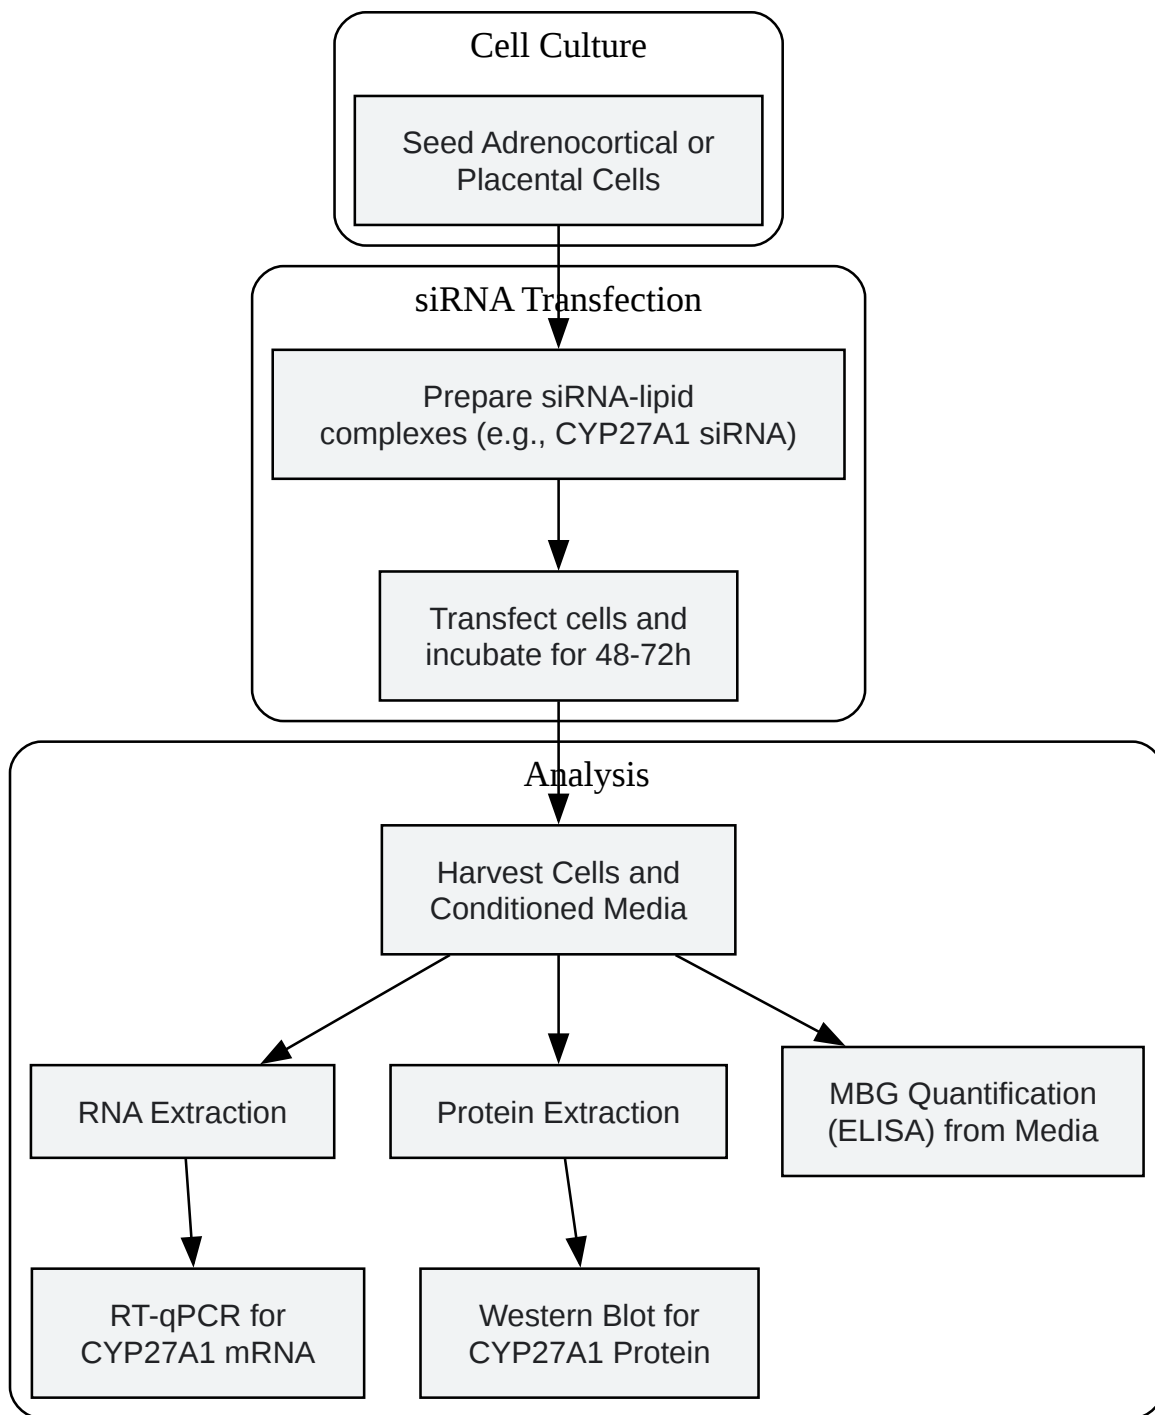 Cell Culture
Seed Adrenocortical or
Placental Cells
siRNA Transfection
Prepare siRNA-lipid
complexes (e.g., CYP27A1 siRNA)
Transfect cells and
incubate for 48-72h
Analysis
Harvest Cells and
Conditioned Media
RNA Extraction
Protein Extraction
MBG Quantification
(ELISA) from Media
RT-qPCR for
CYP27A1 mRNA
Western Blot for
CYP27A1 Protein